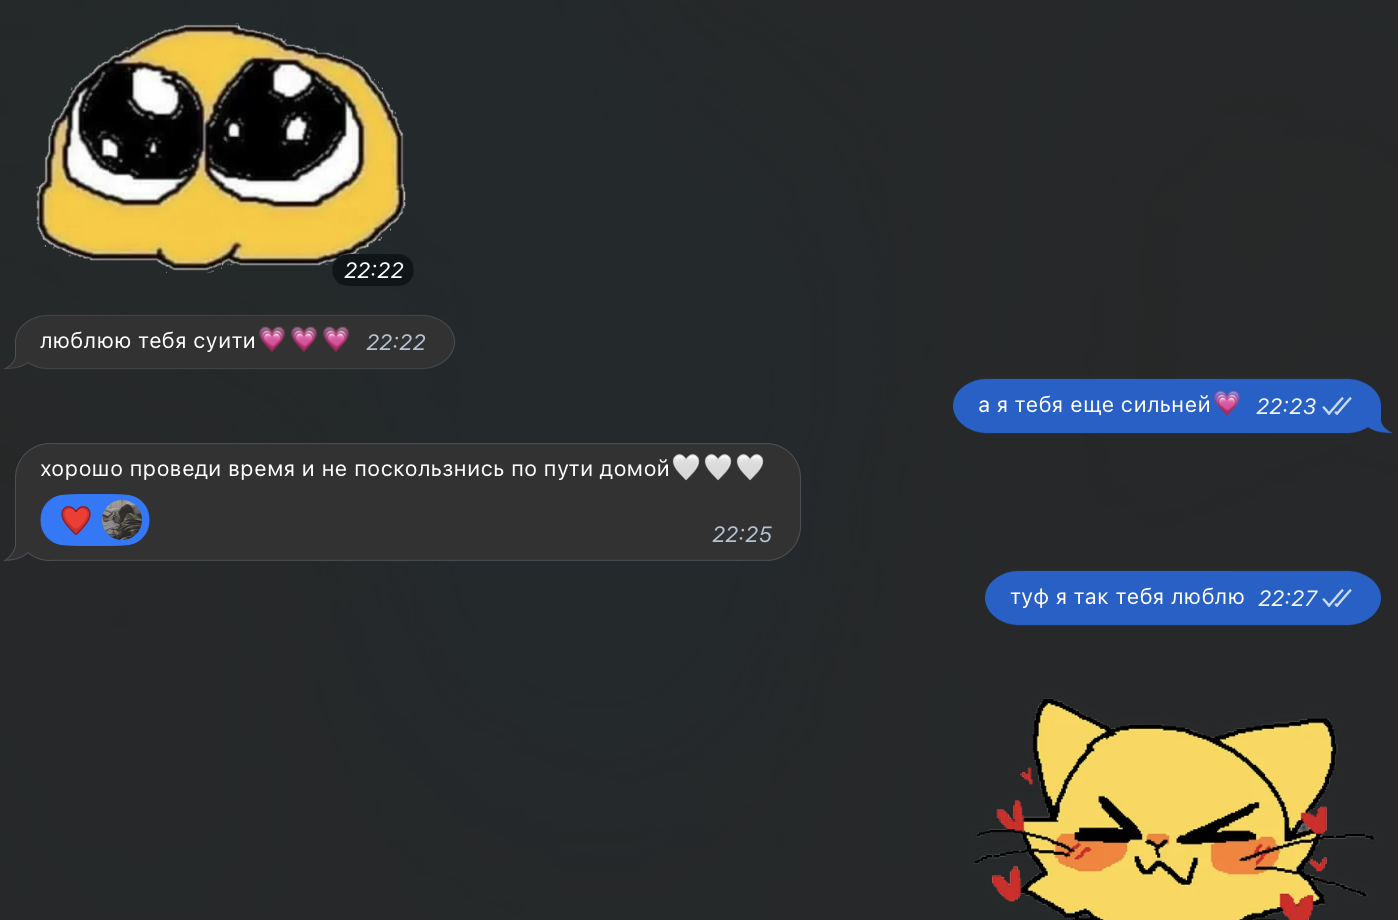 22:22
люблюю тебя суити💗💗💗 22:22
а я тебя еще сильней💗 22:23
хорошо проведи время и не поскользнись по пути домой🤍🤍🤍
22:25
туф я так тебя люблю 22:27